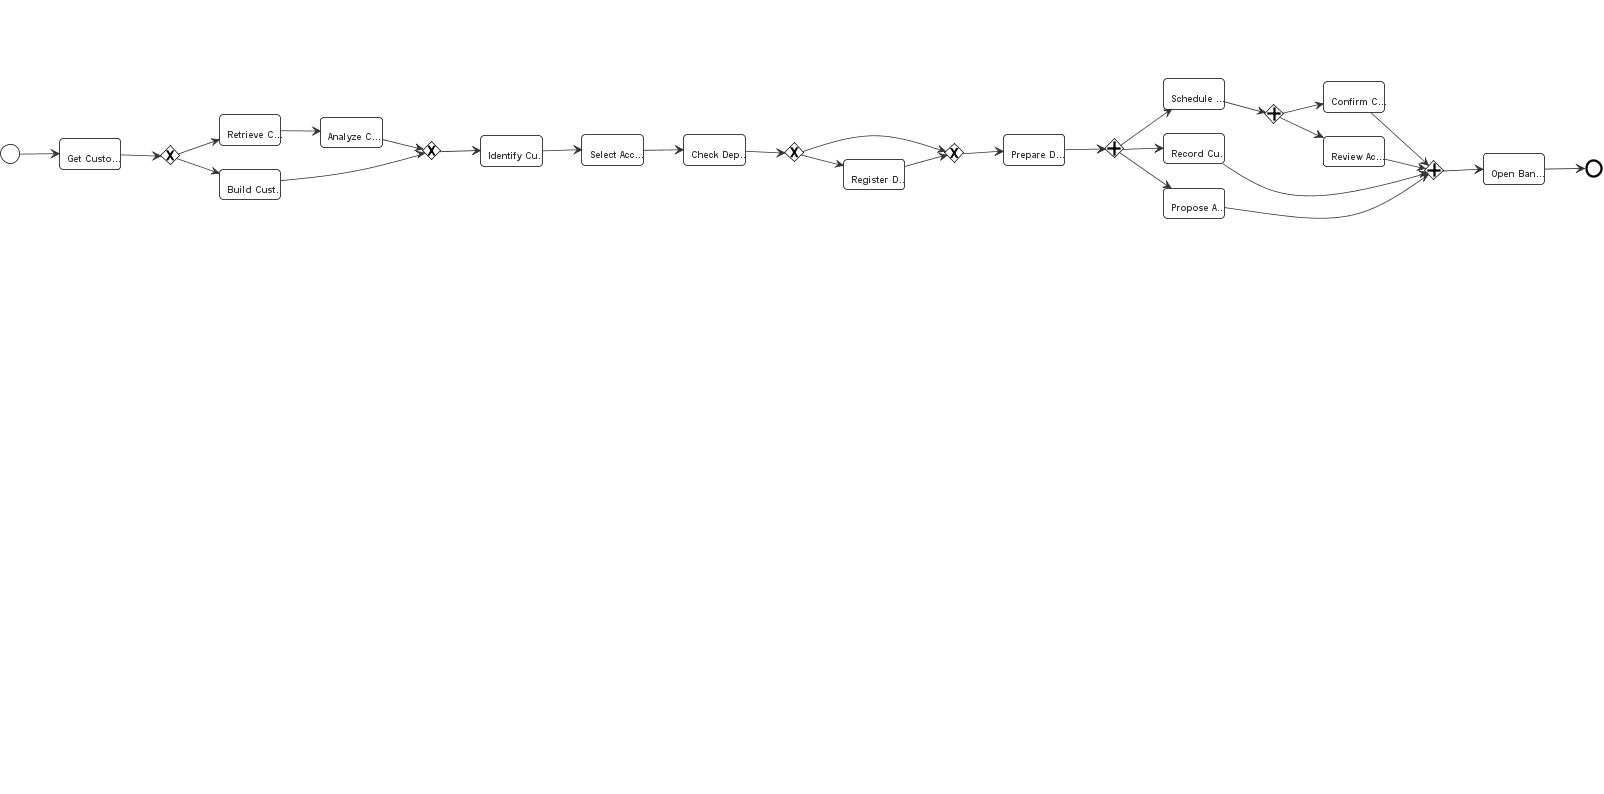 Get Custo...
Retrieve C...
Build Cust..
Analyze C...
Identify Cu..
Select Acc...
Check Dep..
Register D..
Prepare D...
Schedule ...
Record Cu..
Propose A..
Confirm C...
Review Ac...
Open Ban...